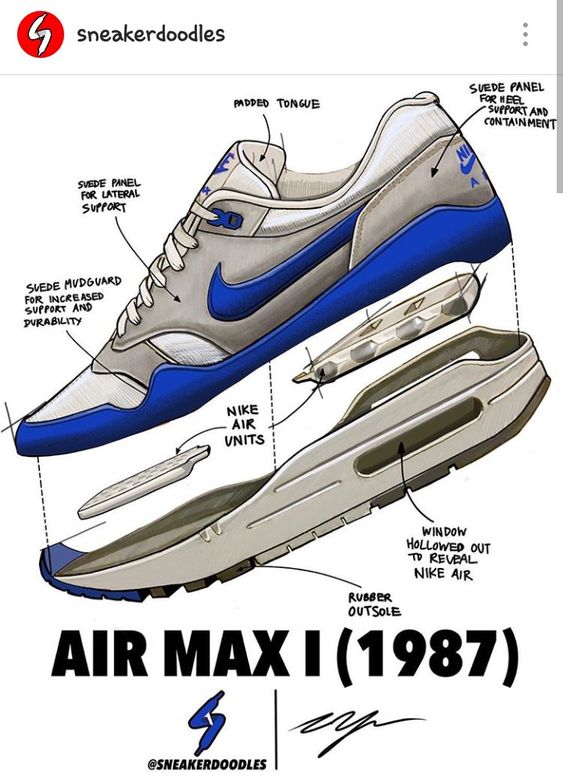 sneakerdoodles
PADDED TONGUE
SUEDE PANEL
FOR HEEL
SUPPORT AND
CONTAINMENT
SUEDE PANEL
FOR LATERAL
SUPPORT
SUEDE MUDGUARD
FOR INCREASED
SUPPORT AND
DURABILITY
NIKE
AIR
UNITS
WINDOW
HOLLOWED OUT
TO REVEAL
NIKE AIR
RUBBER
OUTSOLE
AIR MAX I (1987)
@SNEAKERDOODLES